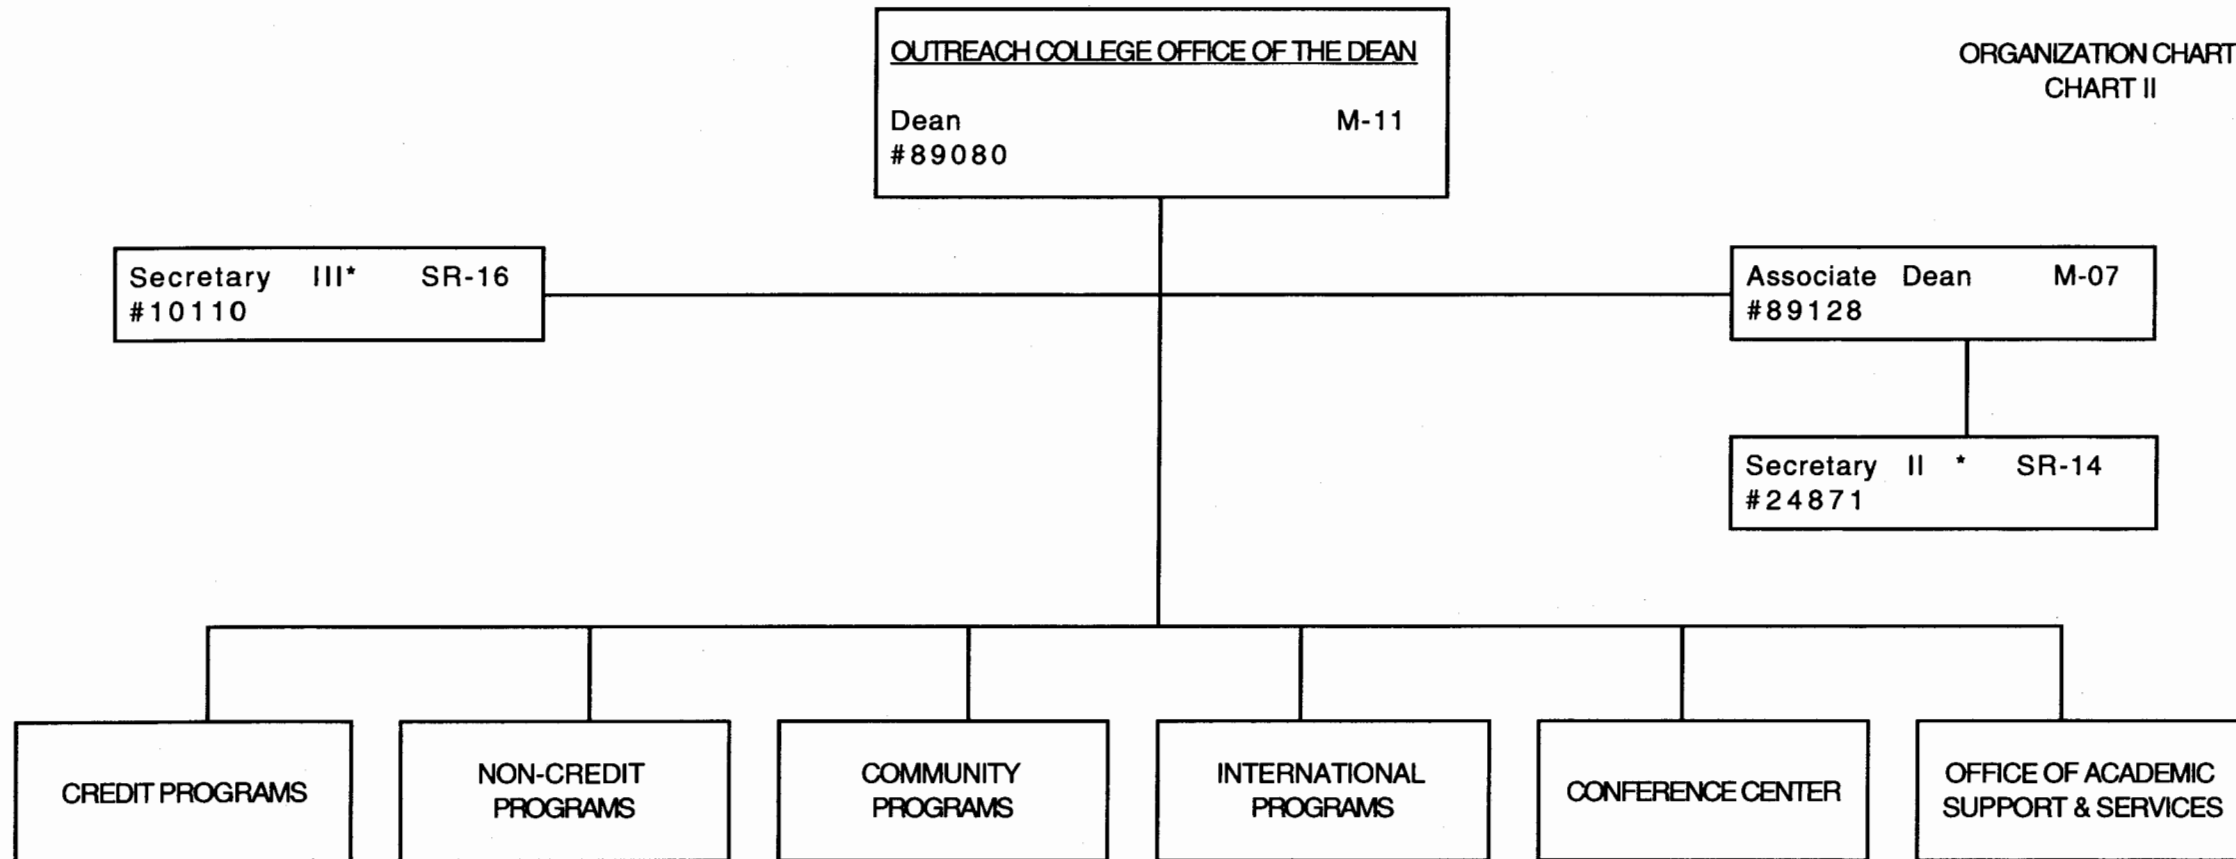 OUTREACH COLLEGE OFFICE OF THE DEAN
Dean M-11
#89080
ORGANIZATION CHART
CHART II
Secretary III* SR-16
#10110
Associate Dean M-07
#89128
Secretary II * SR-14
#24871
CREDIT PROGRAMS
NON-CREDIT
PROGRAMS
COMMUNITY
PROGRAMS
INTERNATIONAL
PROGRAMS
CONFERENCE CENTER
OFFICE OF ACADEMIC
SUPPORT & SERVICES